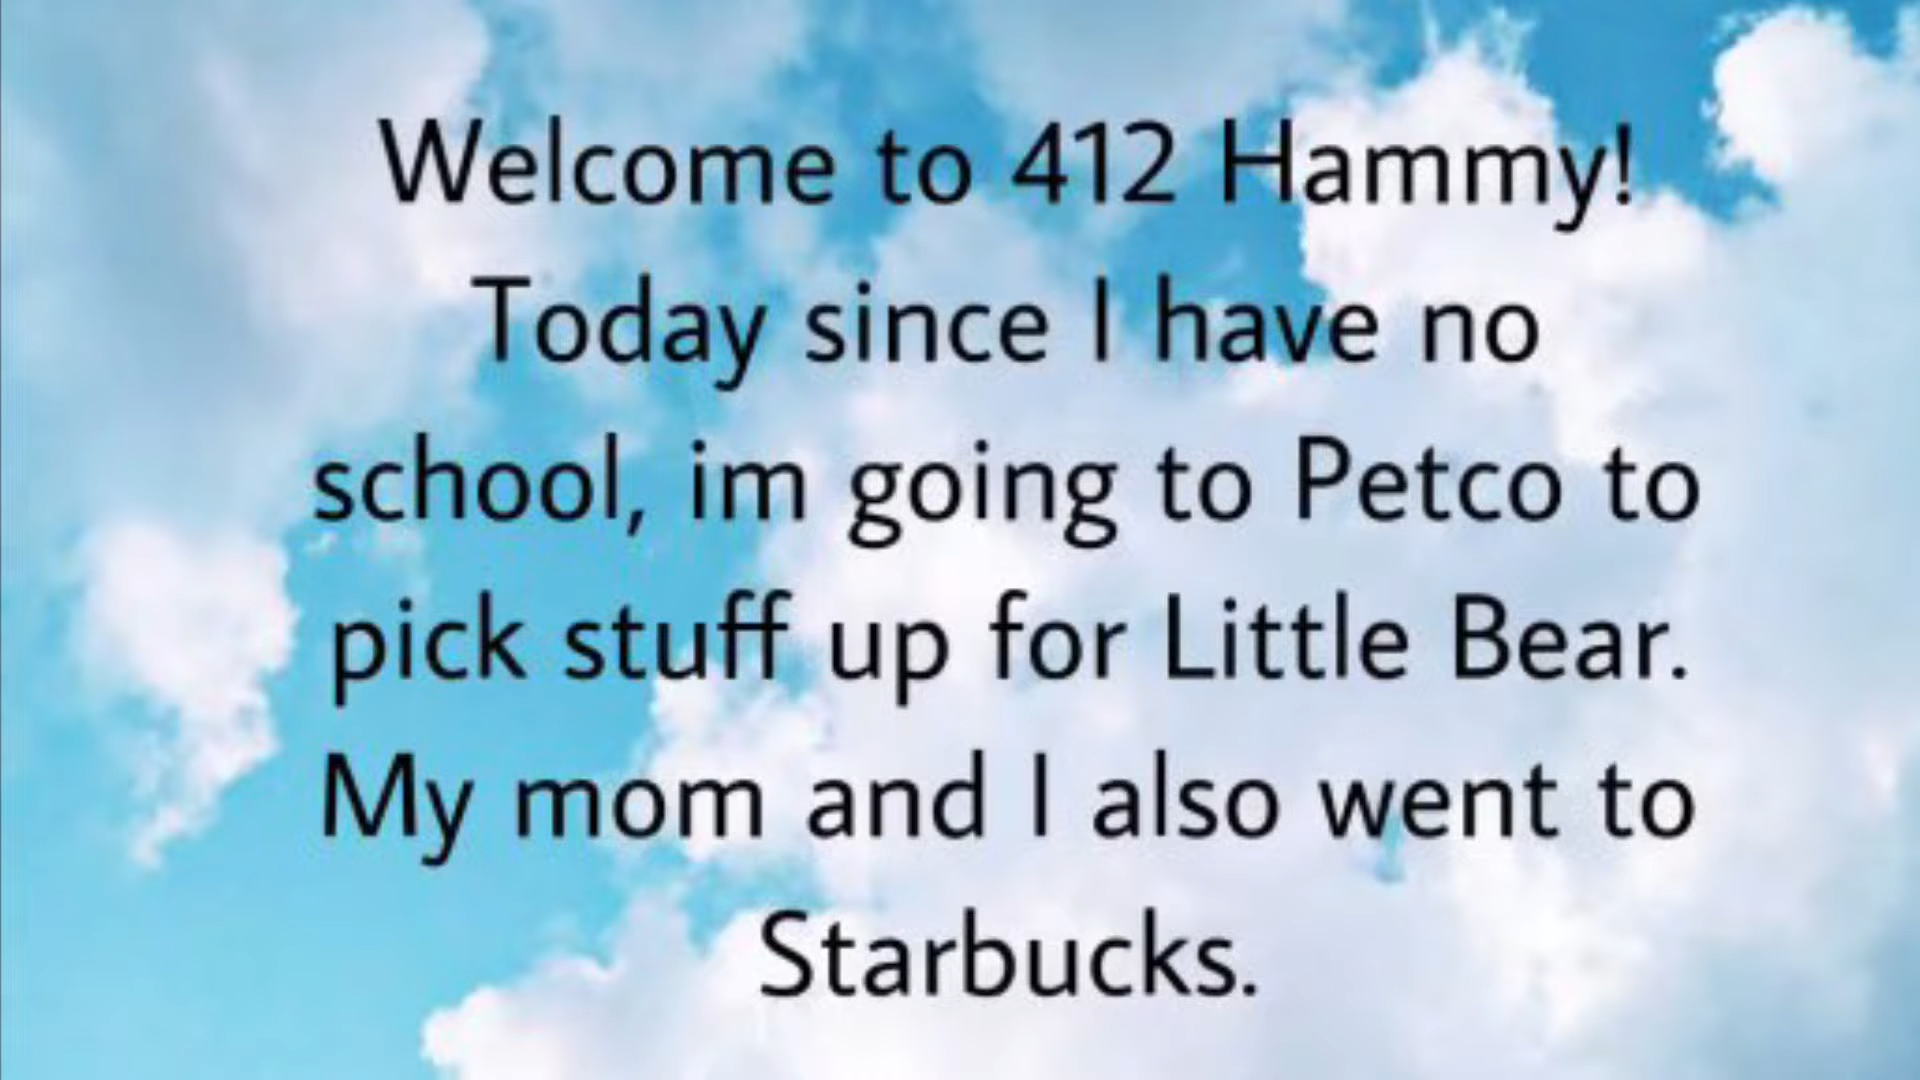 Welcome to 412 Hammy!
Today since I have no
school, im going to Petco to
pick stuff up for Little Bear.
My mom and I also went to
Starbucks.